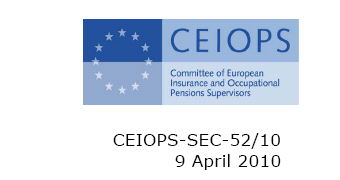 CEIOPS
Committee of European
Insurance and Occupational
Pensions Supervisors
CEIOPS-SEC-52/10
9 April 2010